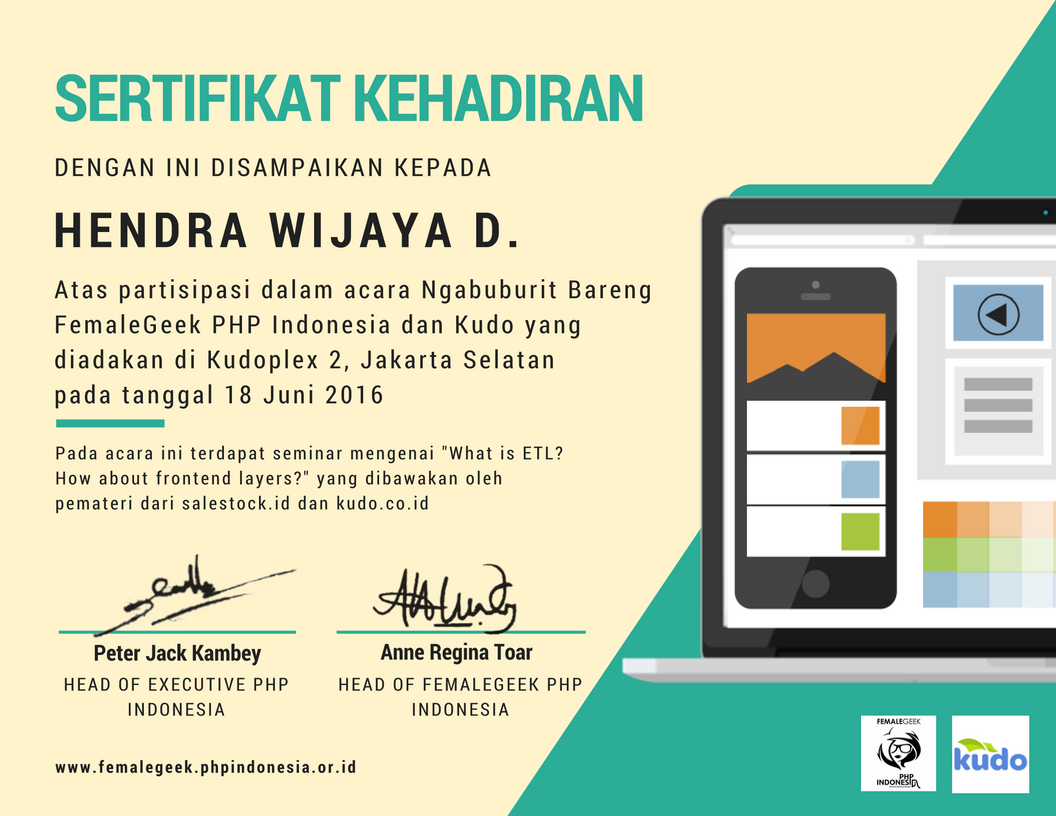 SERTIFIKAT KEHADIRAN
DENGAN INI DISAMPAIKAN KEPADA
HENDRA WIJAYA D.
Atas partisipasi dalam acara Ngabuburit Bareng
FemaleGeek PHP Indonesia dan Kudo yang
diadakan di Kudoplex 2, Jakarta Selatan
pada tanggal 18 Juni 2016
Pada acara ini terdapat seminar mengenai "What is ETL?
How about frontend layers?" yang dibawakan oleh
pemateri dari salestock.id dan kudo.co.id
Peter Jack Kambey
HEAD OF EXECUTIVE PHP
INDONESIA
Anne Regina Toar
HEAD OF FEMALEGEEK PHP
INDONESIA
www.femalegeek.phpindonesia.or.id
FEMALEGEEK
PHP
INDONESIA
kudo